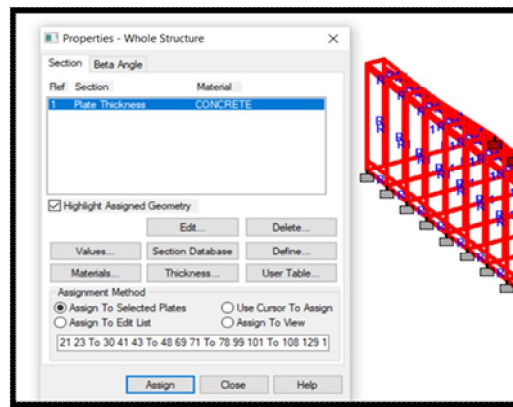 Properties - Whole Structure
Section Beta Angle
Ref Section Material
1 Plate Thickness CONCRETE
Highlight Assigned Geometry
Edit... Delete...
Values... Section Database Define...
Materials... Thickness... User Table...
Assignment Method
Assign To Selected Plates Use Cursor To Assign
Assign To Edit List Assign To View
21 23 To 30 41 43 To 48 69 71 To 78 99 101 To 108 129 1
Assign Close Help